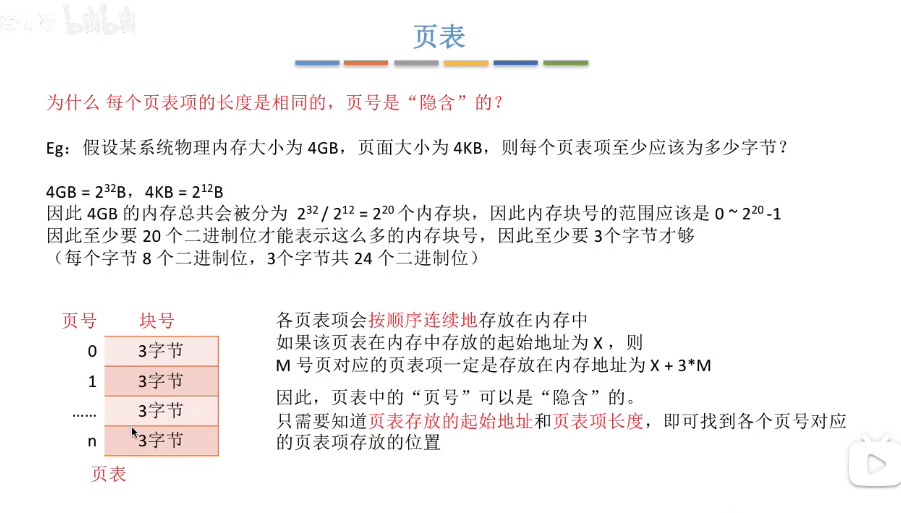 bilibili
页表
为什么 每个页表项的长度是相同的，页号是“隐含”的？
Eg：假设某系统物理内存大小为 4GB，页面大小为 4KB，则每个页表项至少应该为多少字节？
4GB = 2³²B，4KB = 2¹²B
因此 4GB 的内存总共会被分为 2³² / 2¹² = 2²⁰ 个内存块，因此内存块号的范围应该是 0 ~ 2²⁰ -1
因此至少要 20 个二进制位才能表示这么多的内存块号，因此至少要 3个字节才够
（每个字节 8 个二进制位，3个字节共 24 个二进制位）
页号 块号
0 3字节
1 3字节
…… 3字节
n 3字节
页表
各页表项会按顺序连续地存放在内存中
如果该页表在内存中存放的起始地址为 X ，则
M 号页对应的页表项一定是存放在内存地址为 X + 3*M
因此，页表中的“页号”可以是“隐含”的。
只需要知道页表存放的起始地址和页表项长度，即可找到各个页号对应
的页表项存放的位置